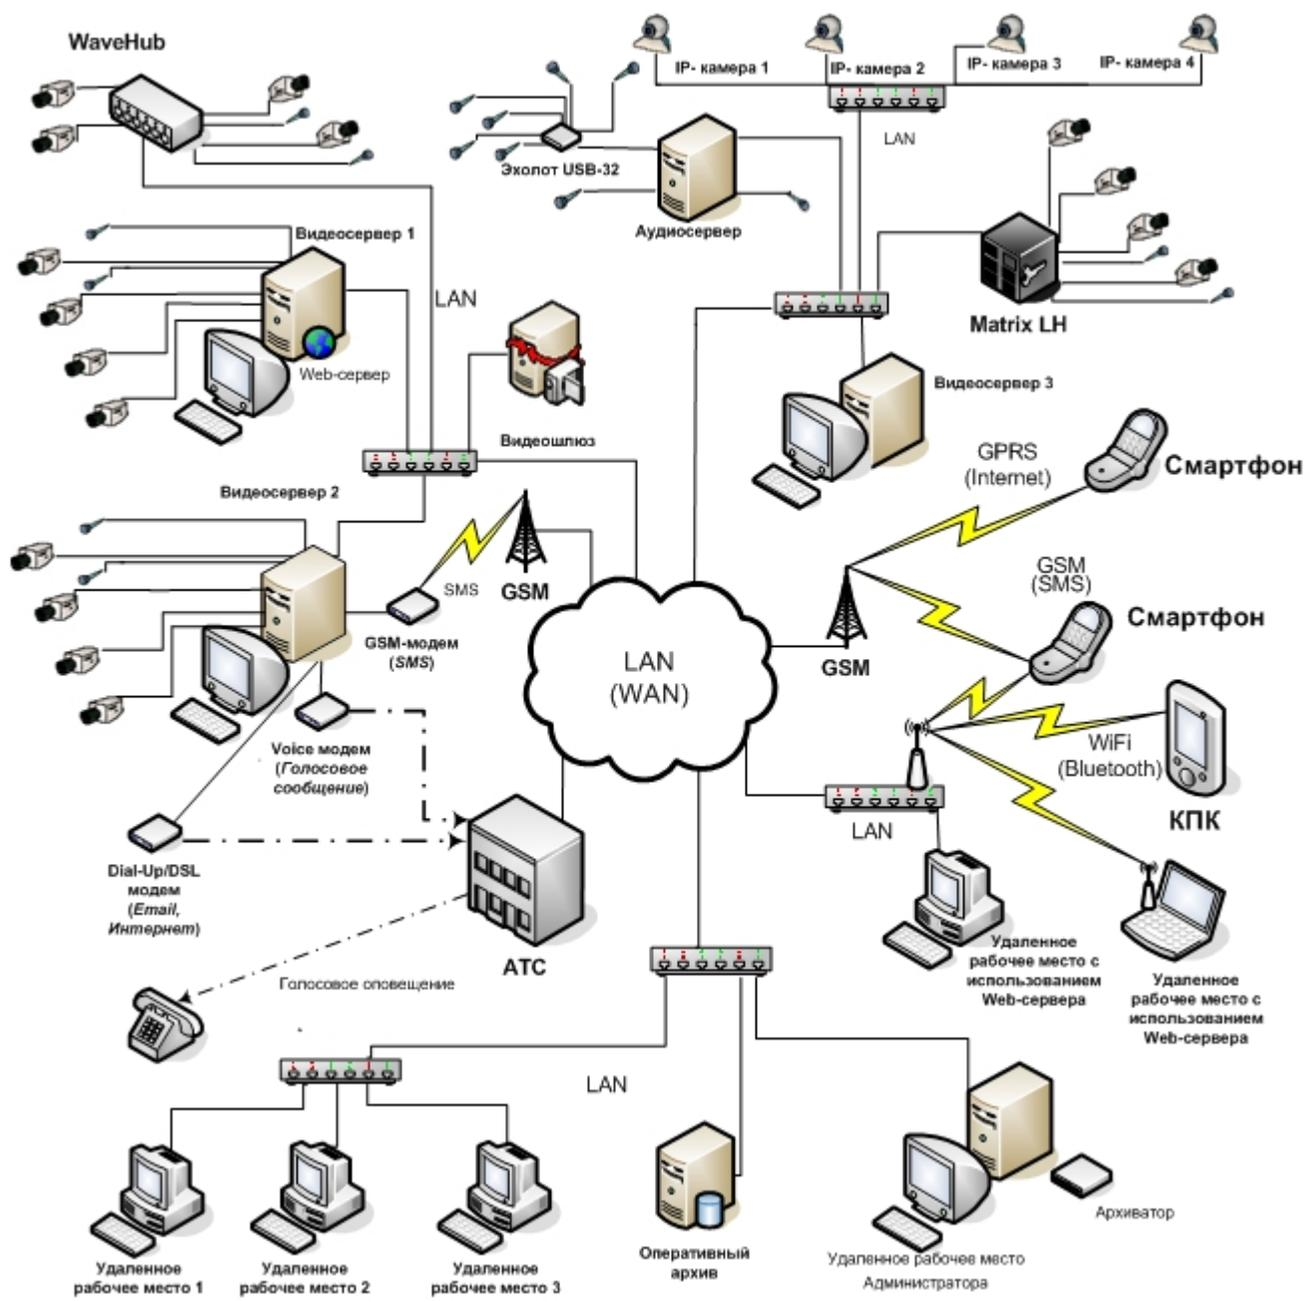 WaveHub
IP- камера 1
IP- камера 2
IP- камера 3
IP- камера 4
LAN
Эхолот USB-32
Аудиосервер
Видеосервер 1
LAN
Web-сервер
Matrix LH
Видеосервер 3
Видеошлюз
GPRS
(Internet)
Смартфон
Видеосервер 2
SMS
GSM
GSM-модем
(SMS)
GSM
(SMS)
Смартфон
LAN
(WAN)
GSM
Voice модем
(Голосовое
сообщение)
WiFi
(Bluetooth)
КПК
LAN
Dial-Up/DSL
модем
(Email,
Интернет)
АТС
Голосовое оповещение
Удаленное
рабочее место с
использованием
Web-сервера
Удаленное
рабочее место с
использованием
Web-сервера
LAN
Удаленное
рабочее место 1
Удаленное
рабочее место 2
Удаленное
рабочее место 3
Оперативный
архив
Архиватор
Удаленное рабочее место
Администратора